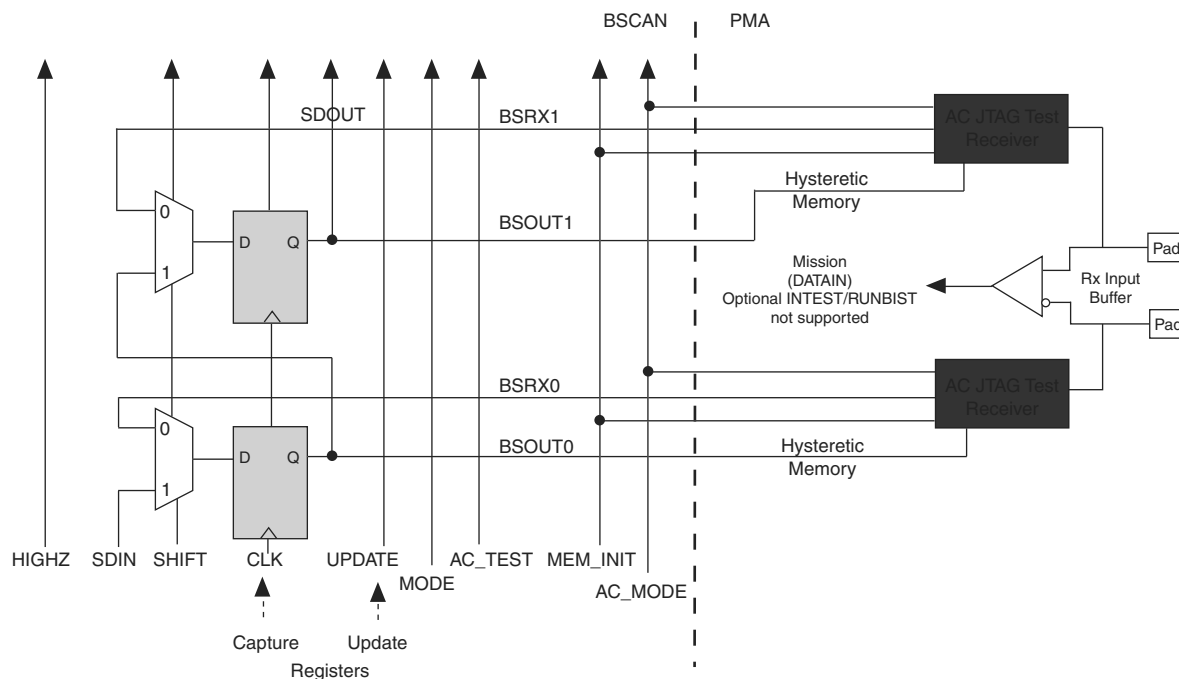 BSCAN
PMA
SDOUT
BSRX1
AC JTAG Test
Receiver
0
Hysteretic
Memory
D
Q
BSOUT1
1
Mission
(DATAIN)
Optional INTEST/RUNBIST
not supported
Rx Input
Buffer
Pad
Pad
BSRX0
AC JTAG Test
Receiver
0
D
Q
BSOUT0
Hysteretic
Memory
1
HIGHZ
SDIN
SHIFT
CLK
UPDATE
MODE
AC_TEST
MEM_INIT
AC_MODE
Capture
Update
Registers